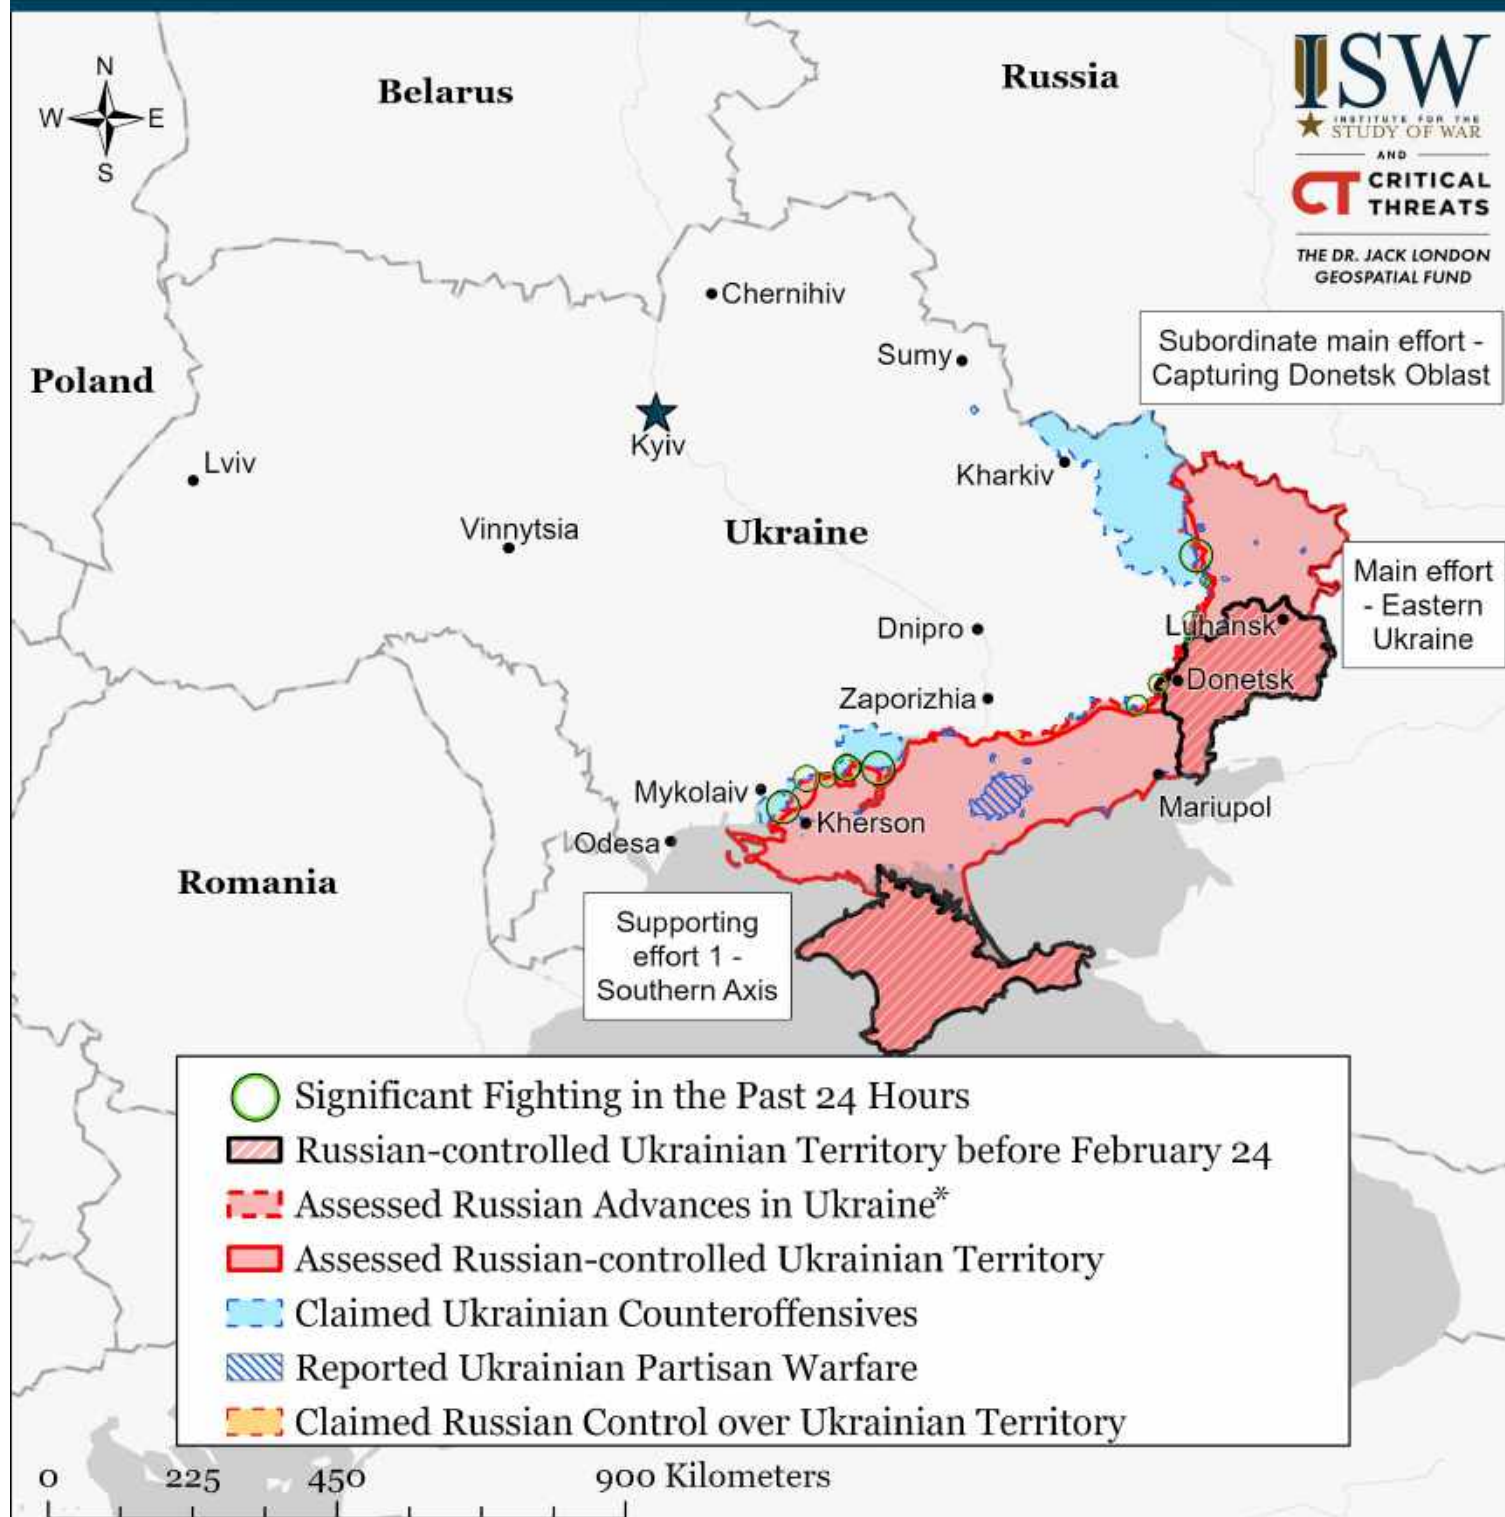 N
W
E
S
Belarus
Russia
ISW
INSTITUTE FOR THE
STUDY OF WAR
AND
CT CRITICAL
THREATS
THE DR. JACK LONDON
GEOSPATIAL FUND
Chernihiv
Subordinate main effort -
Capturing Donetsk Oblast
Sumy
Poland
Kyiv
Lviv
Kharkiv
Vinnytsia
Ukraine
Main effort
- Eastern
Ukraine
Dnipro
Luhansk
Donetsk
Zaporizhia
Mykolaiv
Mariupol
Kherson
Odesa
Romania
Supporting
effort 1 -
Southern Axis
Significant Fighting in the Past 24 Hours
Russian-controlled Ukrainian Territory before February 24
Assessed Russian Advances in Ukraine*
Assessed Russian-controlled Ukrainian Territory
Claimed Ukrainian Counteroffensives
Reported Ukrainian Partisan Warfare
Claimed Russian Control over Ukrainian Territory
0 225 450 900 Kilometers